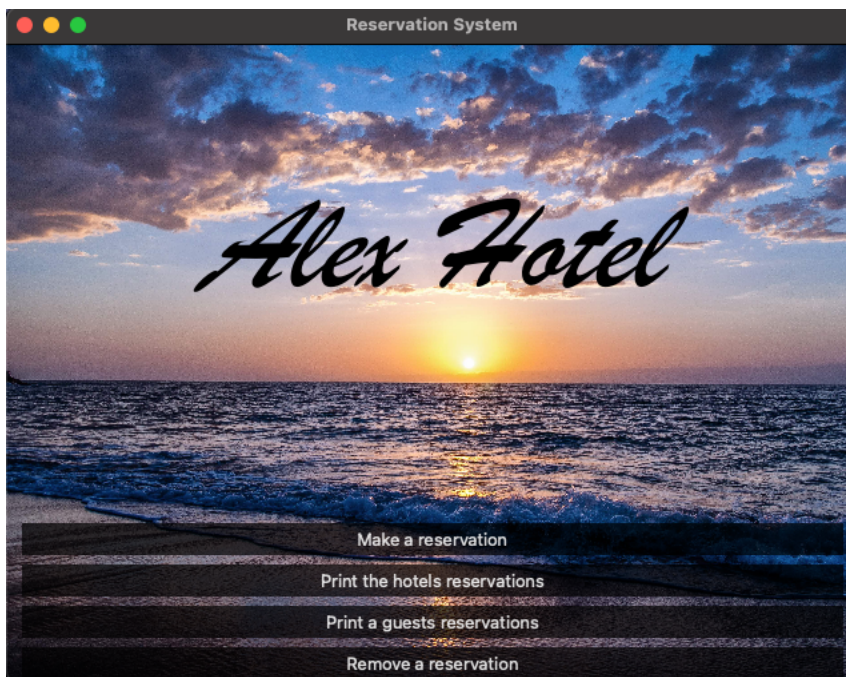 Reservation System
Alex Hotel
Make a reservation
Print the hotels reservations
Print a guests reservations
Remove a reservation